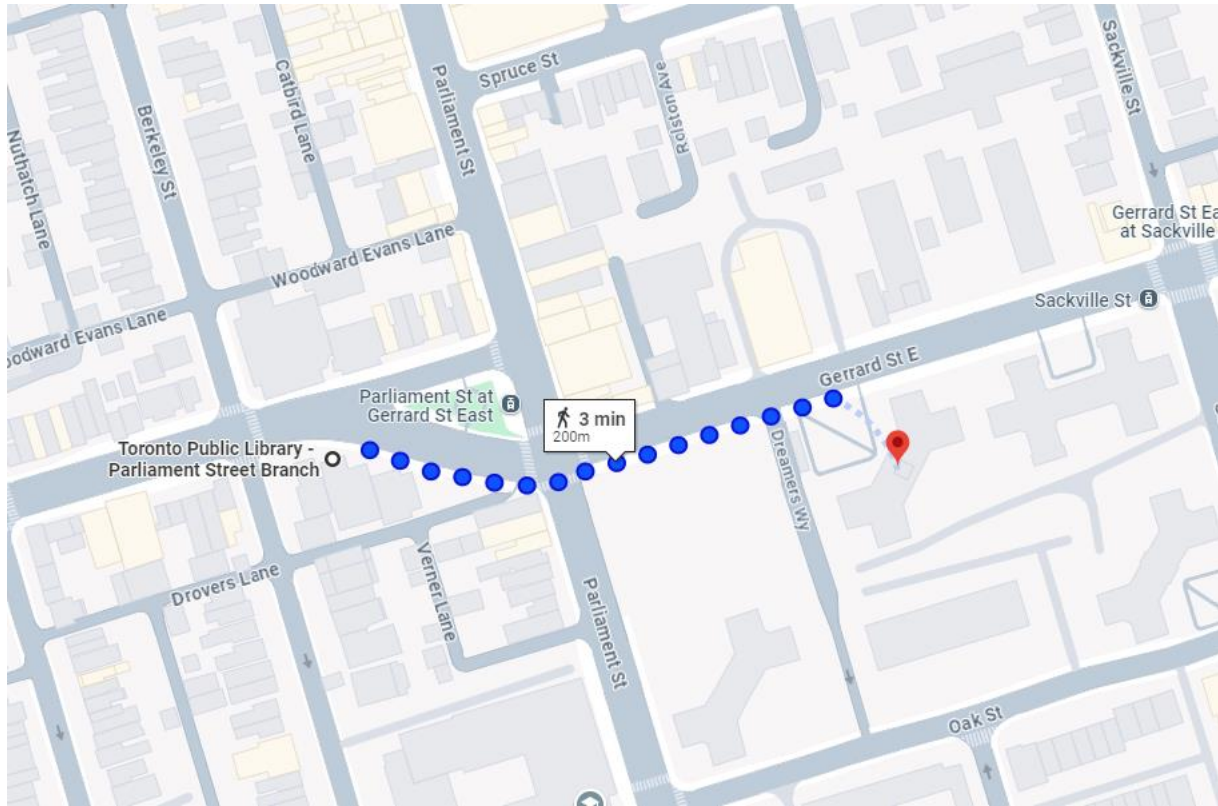 Spruce St
Sackville St
Catbird Lane
Parliament St
Rolston Ave
Berkeley St
Nuthatch Lane
Gerrard St Ea
at Sackville
Woodward Evans Lane
Sackville St
oodward Evans Lane
Gerrard St E
Parliament St at
Gerrard St East
3 min
200m
Toronto Public Library -
Parliament Street Branch
Dreamers Wy
Verner Lane
Drovers Lane
Parliament St
Oak St